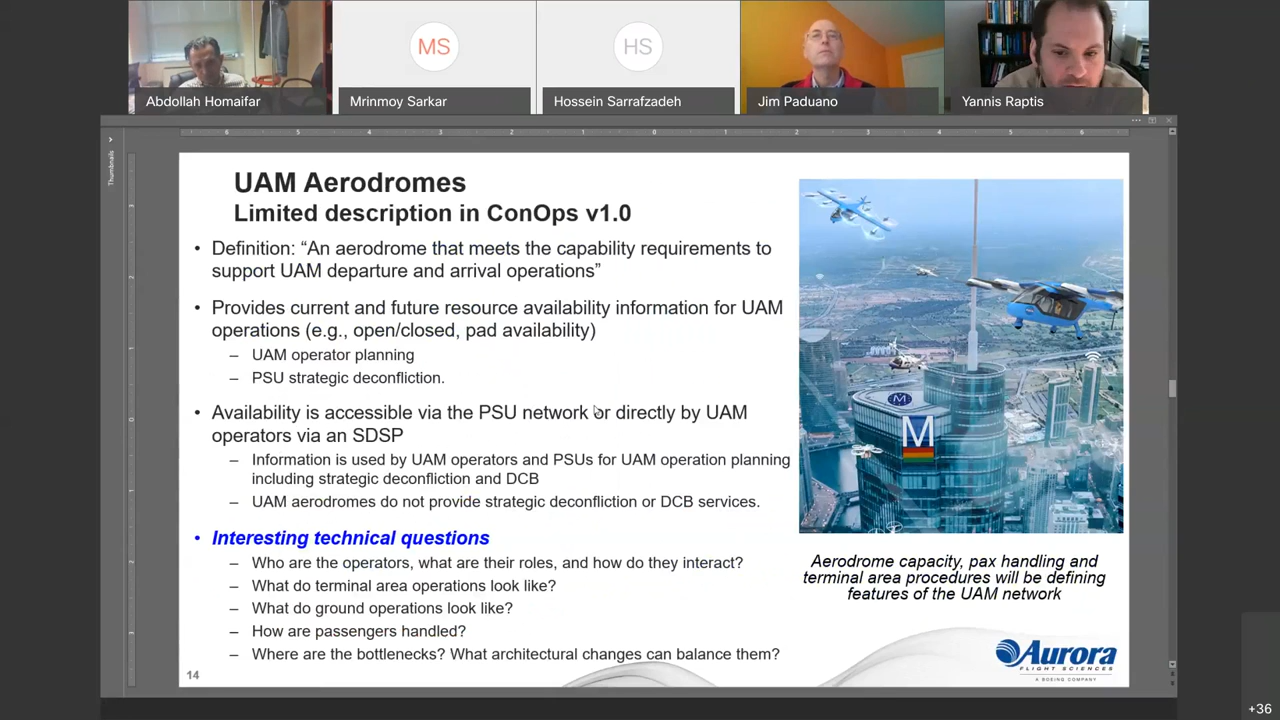 MS
HS
Abdollah Homaifar
Mrinmoy Sarkar
Hossein Sarrafzadeh
Jim Paduano
Yannis Raptis
Thumbnails
UAM Aerodromes
Limited description in ConOps v1.0
• Definition: “An aerodrome that meets the capability requirements to
support UAM departure and arrival operations”
• Provides current and future resource availability information for UAM
operations (e.g., open/closed, pad availability)
– UAM operator planning
– PSU strategic deconfliction.
• Availability is accessible via the PSU network or directly by UAM
operators via an SDSP
– Information is used by UAM operators and PSUs for UAM operation planning
including strategic deconfliction and DCB
– UAM aerodromes do not provide strategic deconfliction or DCB services.
• Interesting technical questions
– Who are the operators, what are their roles, and how do they interact?
– What do terminal area operations look like?
– What do ground operations look like?
– How are passengers handled?
– Where are the bottlenecks? What architectural changes can balance them?
M
M
Aerodrome capacity, pax handling and
terminal area procedures will be defining
features of the UAM network
14
Aurora
FLIGHT SCIENCES
A BOEING COMPANY
+36